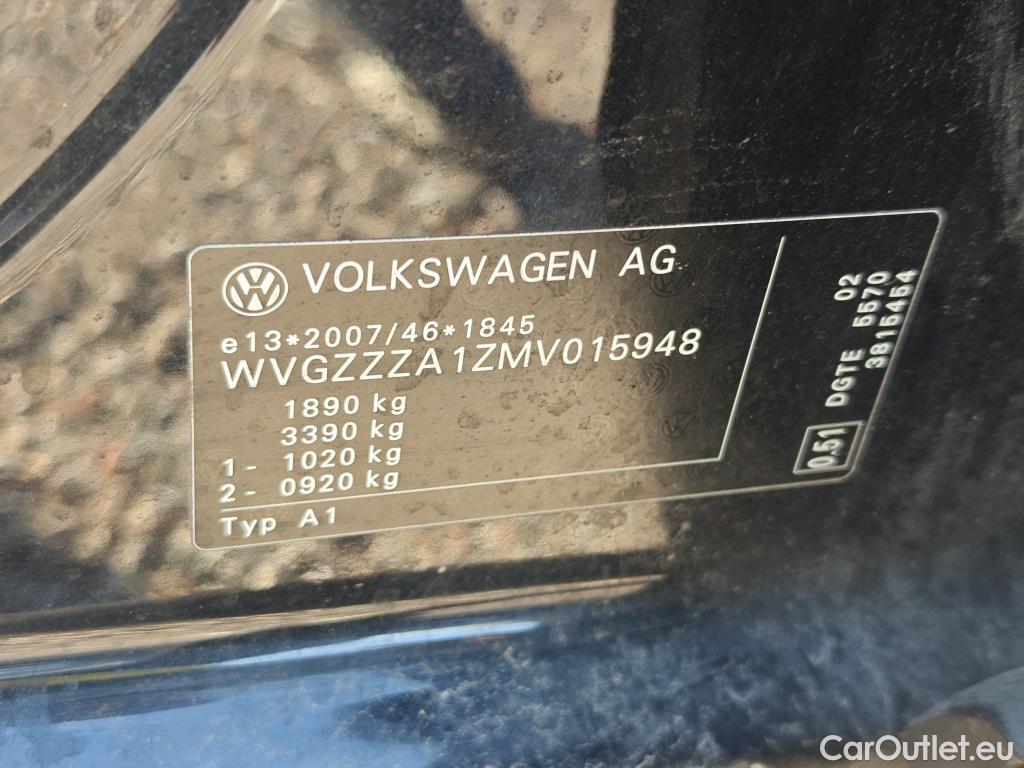 VOLKSWAGEN AG
e13*2007/46*1845
WVGZZZA1ZMV015948
1890 kg
3390 kg
1- 1020 kg
2- 0920 kg
Typ A1
0.51
DGTE 5570 02
3815454
CarOutlet.eu